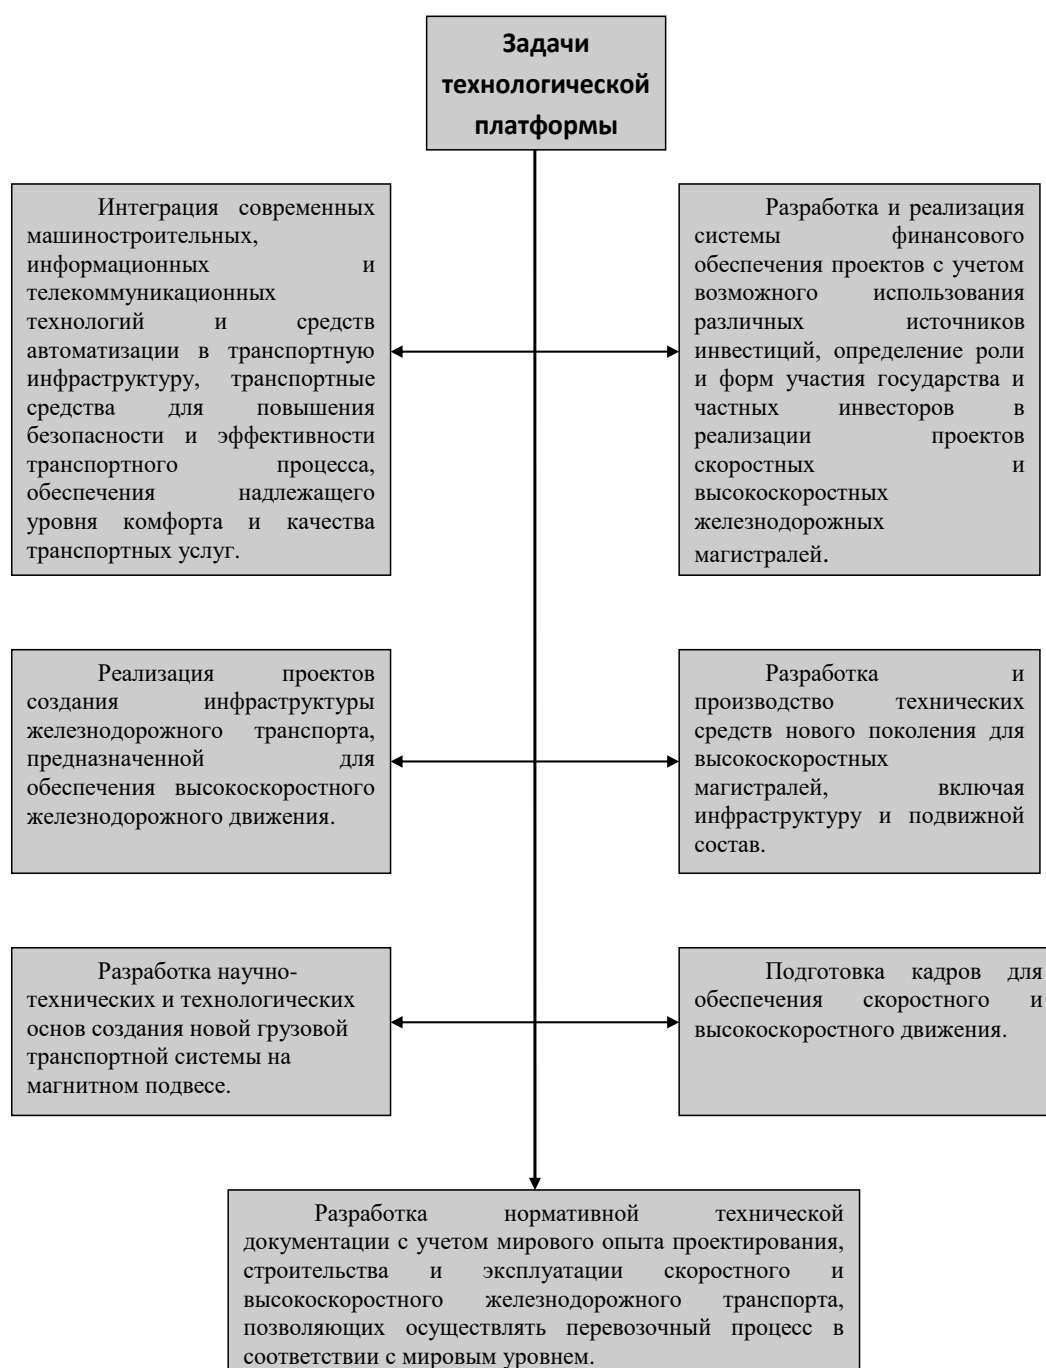 Задачи
технологической
платформы
Интеграция современных
машиностроительных,
информационных и
телекоммуникационных
технологий и средств
автоматизации в транспортную
инфраструктуру, транспортные
средства для повышения
безопасности и эффективности
транспортного процесса,
обеспечения надлежащего
уровня комфорта и качества
транспортных услуг.
Разработка и реализация
системы финансового
обеспечения проектов с учетом
возможного использования
различных источников
инвестиций, определение роли
и форм участия государства и
частных инвесторов в
реализации проектов
скоростных и
высокоскоростных
железнодорожных
магистралей.
Реализация проектов
создания инфраструктуры
железнодорожного транспорта,
предназначенной для
обеспечения высокоскоростного
железнодорожного движения.
Разработка и
производство технических
средств нового поколения для
высокоскоростных
магистралей, включая
инфраструктуру и подвижной
состав.
Разработка научно-
технических и технологических
основ создания новой грузовой
транспортной системы на
магнитном подвесе.
Подготовка кадров для
обеспечения скоростного и
высокоскоростного движения.
Разработка нормативной технической
документации с учетом мирового опыта проектирования,
строительства и эксплуатации скоростного и
высокоскоростного железнодорожного транспорта,
позволяющих осуществлять перевозочный процесс в
соответствии с мировым уровнем.